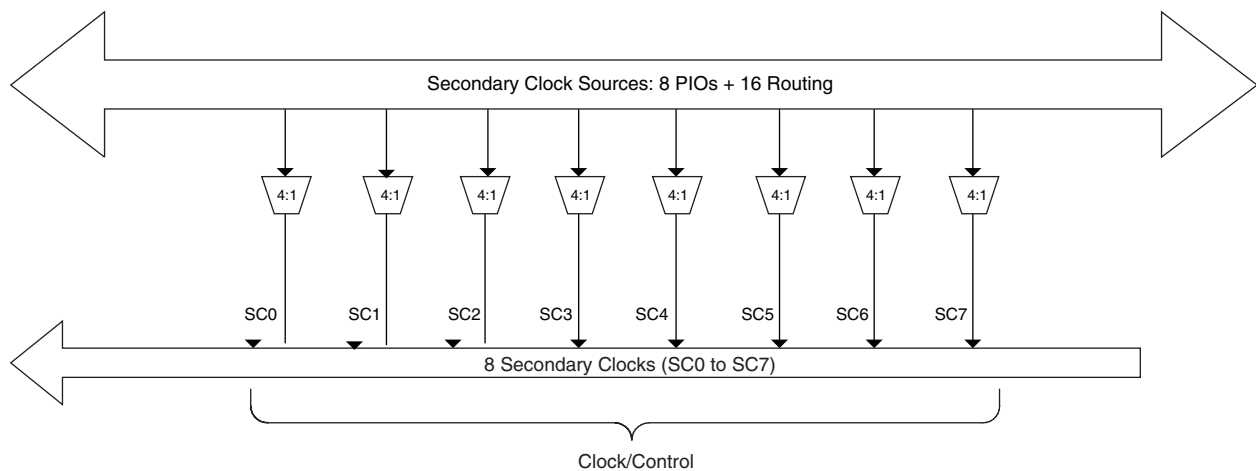 Secondary Clock Sources: 8 PIOs + 16 Routing
4:1 4:1 4:1 4:1 4:1 4:1 4:1 4:1
SC0 SC1 SC2 SC3 SC4 SC5 SC6 SC7
8 Secondary Clocks (SC0 to SC7)
Clock/Control